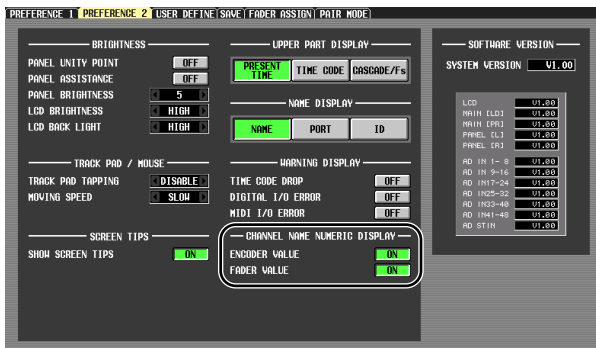 PREFERENCE 1 PREFERENCE 2 USER DEFINE SAVE FADER ASSIGN PAIR MODE
BRIGHTNESS
PANEL UNITY POINT OFF
PANEL ASSISTANCE OFF
PANEL BRIGHTNESS 5
LCD BRIGHTNESS HIGH
LCD BACK LIGHT HIGH
TRACK PAD / MOUSE
TRACK PAD TAPPING DISABLE
MOVING SPEED SLOW
SCREEN TIPS
SHOW SCREEN TIPS ON
UPPER PART DISPLAY
PRESENT TIME TIME CODE CASCADE/Fs
NAME DISPLAY
NAME PORT ID
WARNING DISPLAY
TIME CODE DROP OFF
DIGITAL I/O ERROR OFF
MIDI I/O ERROR OFF
CHANNEL NAME NUMERIC DISPLAY
ENCODER VALUE ON
FADER VALUE ON
SOFTWARE VERSION
SYSTEM VERSION V1.00
LCD V1.00
MAIN [LD] V1.00
MAIN [PR] V1.00
PANEL [L] V1.00
PANEL [R] V1.00
AD IN 1- 8 V1.00
AD IN 9-16 V1.00
AD IN17-24 V1.00
AD IN25-32 V1.00
AD IN33-40 V1.00
AD IN41-48 V1.00
AD STIN V1.00